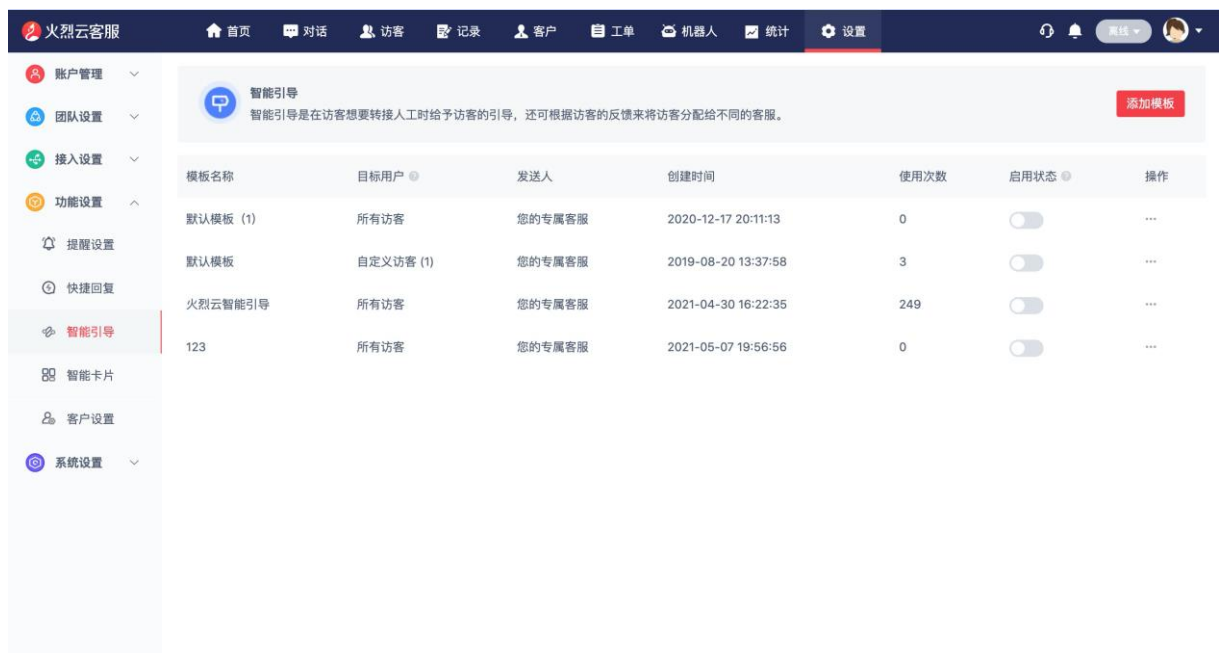 火烈云客服
首页 对话 访客 记录 客户 工单 机器人 统计 设置 离线
账户管理
团队设置
接入设置
功能设置
提醒设置
快捷回复
智能引导
智能卡片
客户设置
系统设置
智能引导
智能引导是在访客想要转接人工时给予访客的引导，还可根据访客的反馈来将访客分配给不同的客服。
添加模板
模板名称 目标用户 发送人 创建时间 使用次数 启用状态 操作
默认模板 (1) 所有访客 您的专属客服 2020-12-17 20:11:13 0 ...
默认模板 自定义访客 (1) 您的专属客服 2019-08-20 13:37:58 3 ...
火烈云智能引导 所有访客 您的专属客服 2021-04-30 16:22:35 249 ...
123 所有访客 您的专属客服 2021-05-07 19:56:56 0 ...